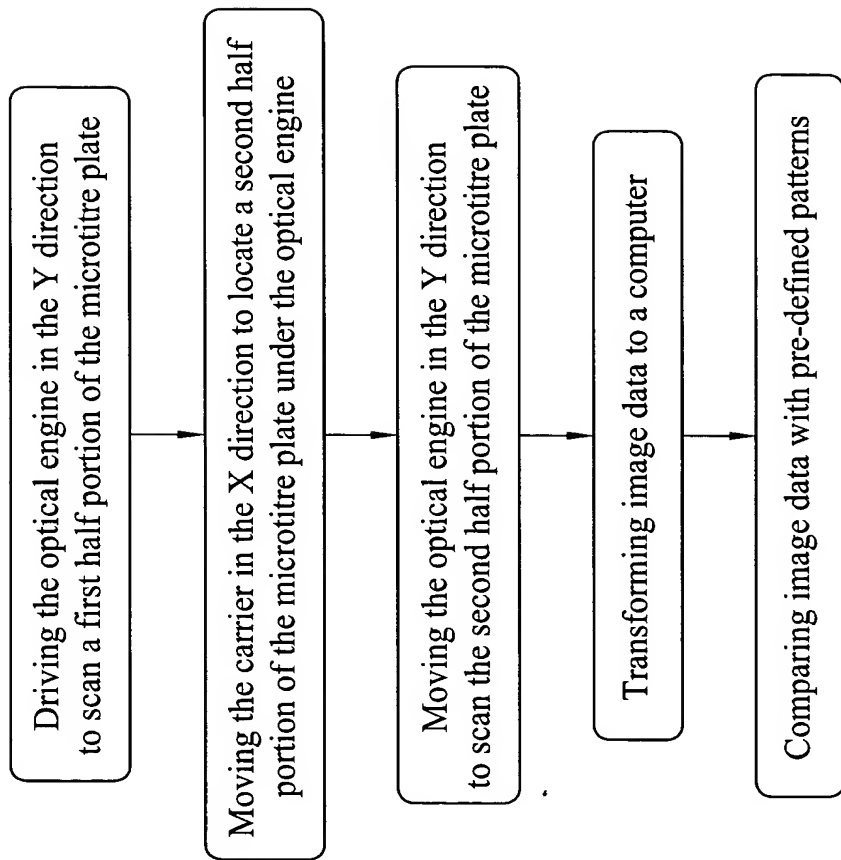 Driving the optical engine in the Y direction
to scan a first half portion of the microtitre plate
Moving the carrier in the X direction to locate a second half
portion of the microtitre plate under the optical engine
Moving the optical engine in the Y direction
to scan the second half portion of the microtitre plate
Transforming image data to a computer
Comparing image data with pre-defined patterns